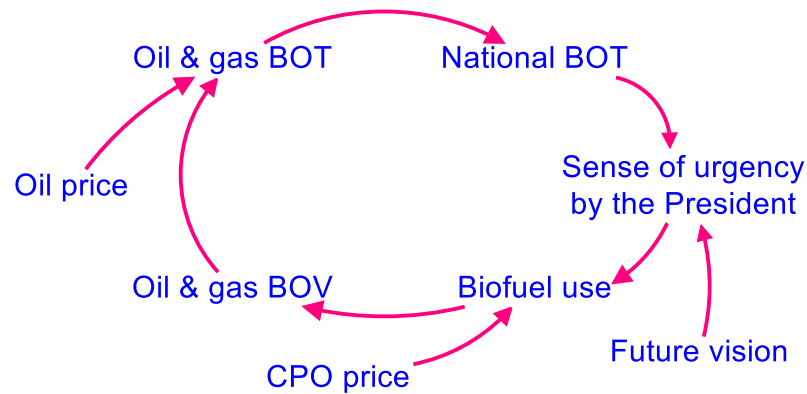 Oil & gas BOT
National BOT
Oil price
Sense of urgency
by the President
Oil & gas BOV
Biofuel use
Future vision
CPO price